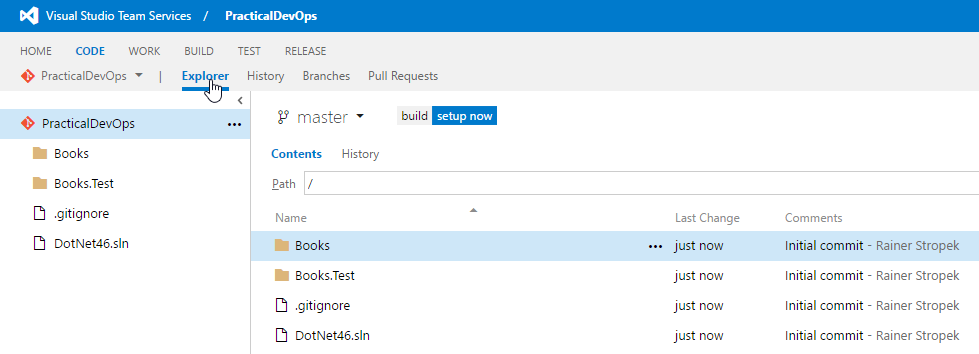 Visual Studio Team Services / PracticalDevOps
HOME CODE WORK BUILD TEST RELEASE
PracticalDevOps | Explorer History Branches Pull Requests
PracticalDevOps ...
Books
Books.Test
.gitignore
DotNet46.sln
master build setup now
Contents History
Path /
Name Last Change Comments
Books ... just now Initial commit - Rainer Stropek
Books.Test just now Initial commit - Rainer Stropek
.gitignore just now Initial commit - Rainer Stropek
DotNet46.sln just now Initial commit - Rainer Stropek